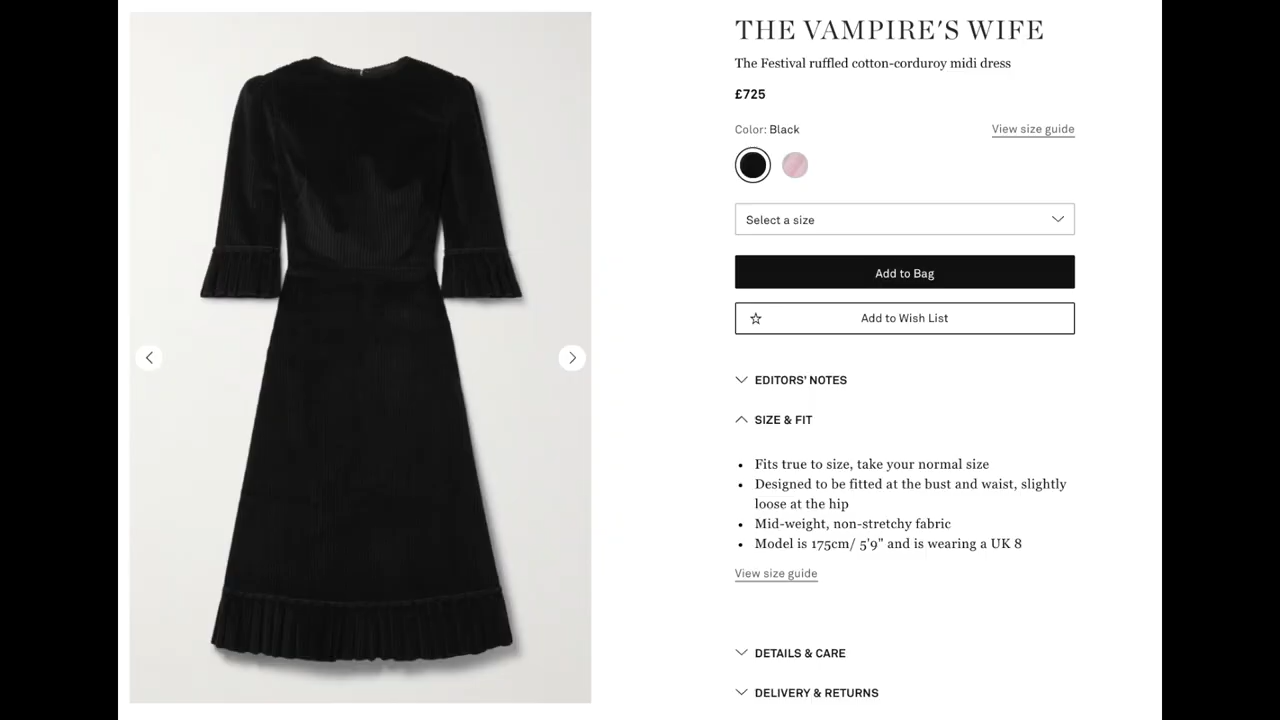 THE VAMPIRE'S WIFE
The Festival ruffled cotton-corduroy midi dress
£725
Color: Black
View size guide
Select a size
Add to Bag
Add to Wish List
EDITORS' NOTES
SIZE & FIT
• Fits true to size, take your normal size
• Designed to be fitted at the bust and waist, slightly
loose at the hip
• Mid-weight, non-stretchy fabric
• Model is 175cm/ 5'9" and is wearing a UK 8
View size guide
DETAILS & CARE
DELIVERY & RETURNS